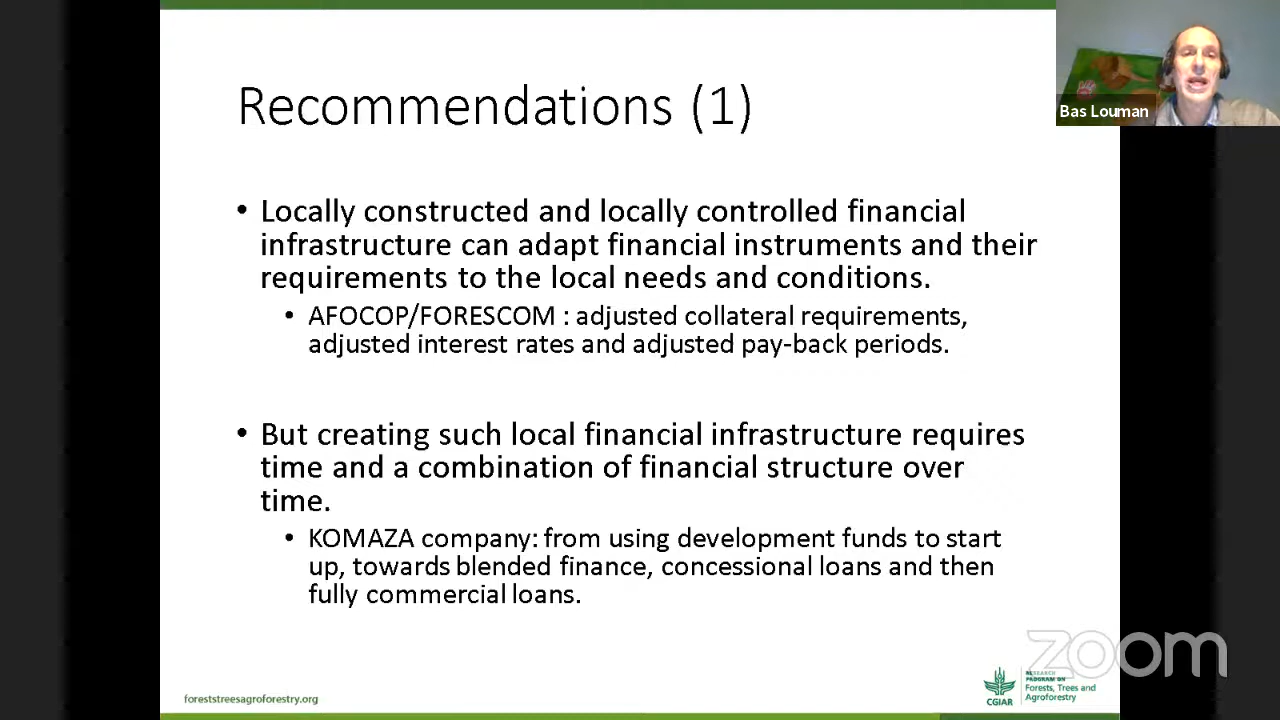 Recommendations (1)
Bas Louman
• Locally constructed and locally controlled financial
infrastructure can adapt financial instruments and their
requirements to the local needs and conditions.
• AFOCOP/FORESCOM : adjusted collateral requirements,
adjusted interest rates and adjusted pay-back periods.
• But creating such local financial infrastructure requires
time and a combination of financial structure over
time.
• KOMAZA company: from using development funds to start
up, towards blended finance, concessional loans and then
fully commercial loans.
zoom
foreststreesagroforestry.org
CGIAR
RESEARCH
PROGRAM ON
Forests, Trees and
Agroforestry